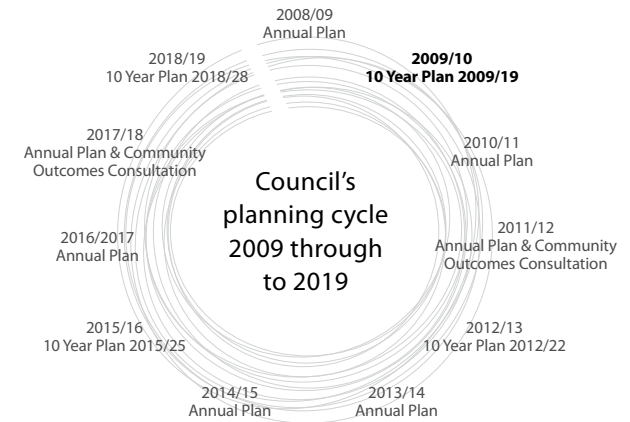 2008/09
Annual Plan
2009/10
10 Year Plan 2009/19
2010/11
Annual Plan
2011/12
Annual Plan & Community
Outcomes Consultation
2012/13
10 Year Plan 2012/22
2013/14
Annual Plan
2014/15
Annual Plan
2015/16
10 Year Plan 2015/25
2016/2017
Annual Plan
2017/18
Annual Plan & Community
Outcomes Consultation
2018/19
10 Year Plan 2018/28
Council’s
planning cycle
2009 through
to 2019